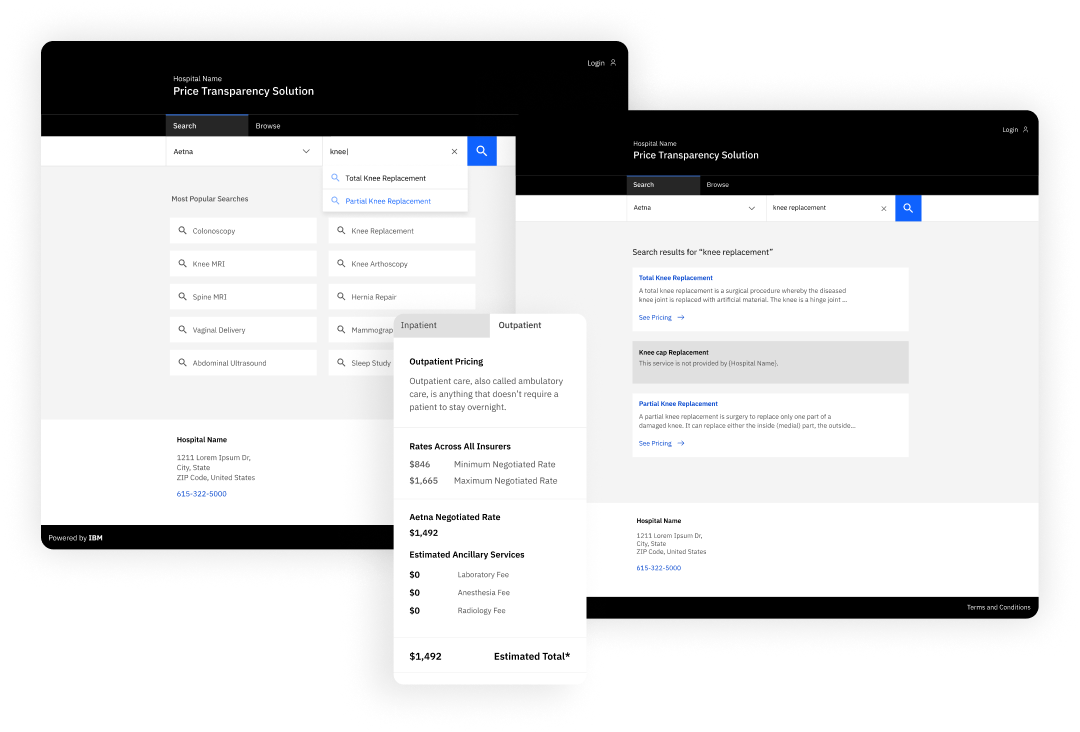 Login
Hospital Name
Price Transparency Solution
Search Browse
Aetna knee
Total Knee Replacement
Partial Knee Replacement
Most Popular Searches
Colonoscopy Knee Replacement
Knee MRI Knee Arthoscopy
Spine MRI Hernia Repair
Vaginal Delivery
Abdominal Ultrasound Sleep Study
Hospital Name
1211 Lorem Ipsum Dr,
City, State
ZIP Code, United States
615-322-5000
Powered by IBM
Inpatient Outpatient
Outpatient Pricing
Outpatient care, also called ambulatory
care, is anything that doesn't require a
patient to stay overnight.
Rates Across All Insurers
$846 Minimum Negotiated Rate
$1,665 Maximum Negotiated Rate
Aetna Negotiated Rate
$1,492
Estimated Ancillary Services
$0 Laboratory Fee
$0 Anesthesia Fee
$0 Radiology Fee
$1,492 Estimated Total*
Login
Hospital Name
Price Transparency Solution
Search Browse
Aetna knee replacement
Search results for “knee replacement”
Total Knee Replacement
A total knee replacement is a surgical procedure whereby the diseased
knee joint is replaced with artificial material. The knee is a hinge joint ...
See Pricing
Knee cap Replacement
This service is not provided by {Hospital Name}.
Partial Knee Replacement
A partial knee replacement is surgery to replace only one part of a
damaged knee. It can replace either the inside (medial) part, the outside...
See Pricing
Hospital Name
1211 Lorem Ipsum Dr,
City, State
ZIP Code, United States
615-322-5000
Terms and Conditions